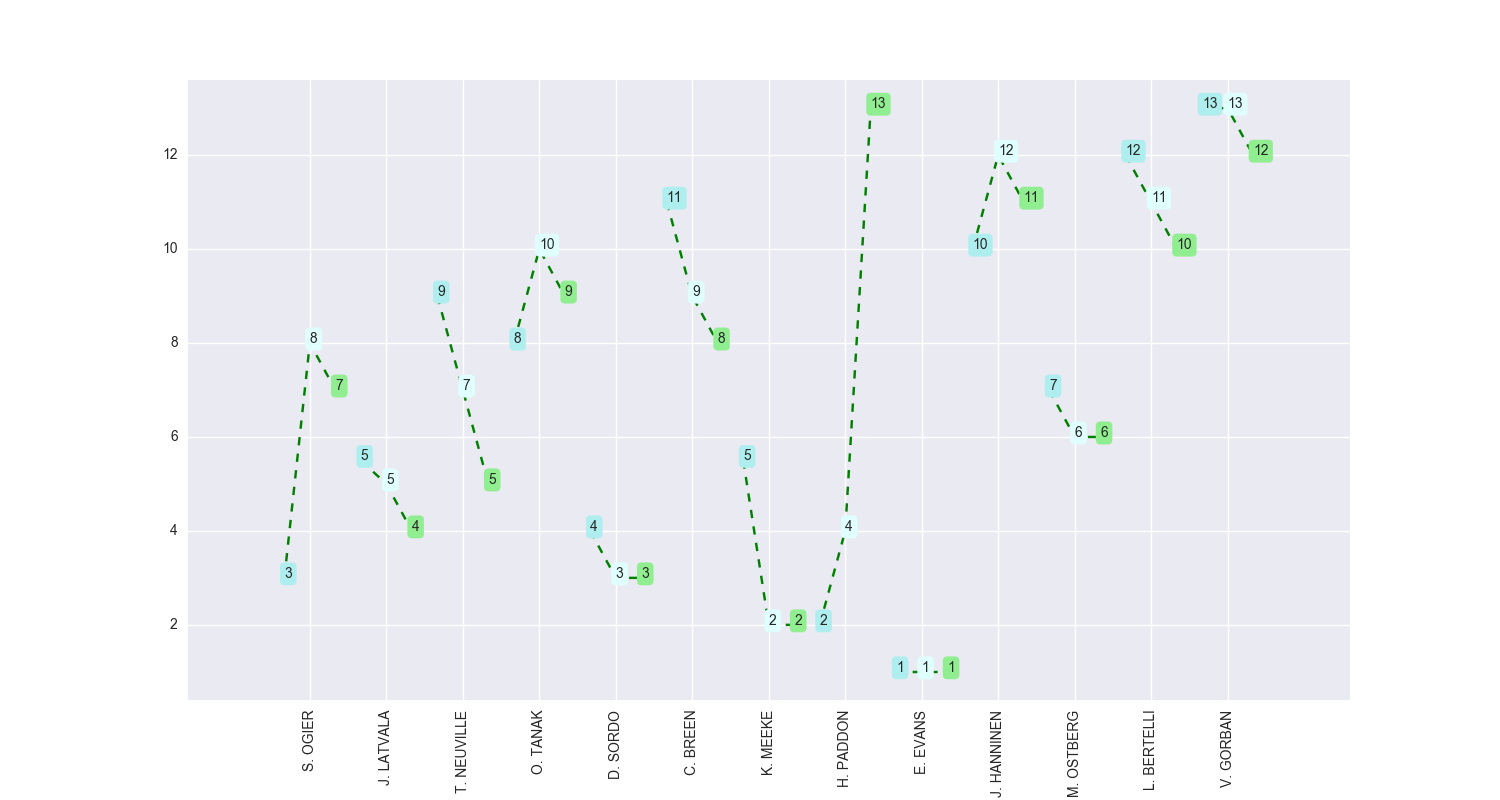 13 13 13
12 12 12 12
11 11 11
10 10 10
9 9 9
8 8 8
7 7 7
6 6 6
5 5 5 5
4 4 4
3 3 3
2 2 2 2
1 1 1
12
10
8
6
4
2
S. OGIER
J. LATVALA
T. NEUVILLE
O. TANAK
D. SORDO
C. BREEN
K. MEEKE
H. PADDON
E. EVANS
J. HANNINEN
M. OSTBERG
L. BERTELLI
V. GORBAN